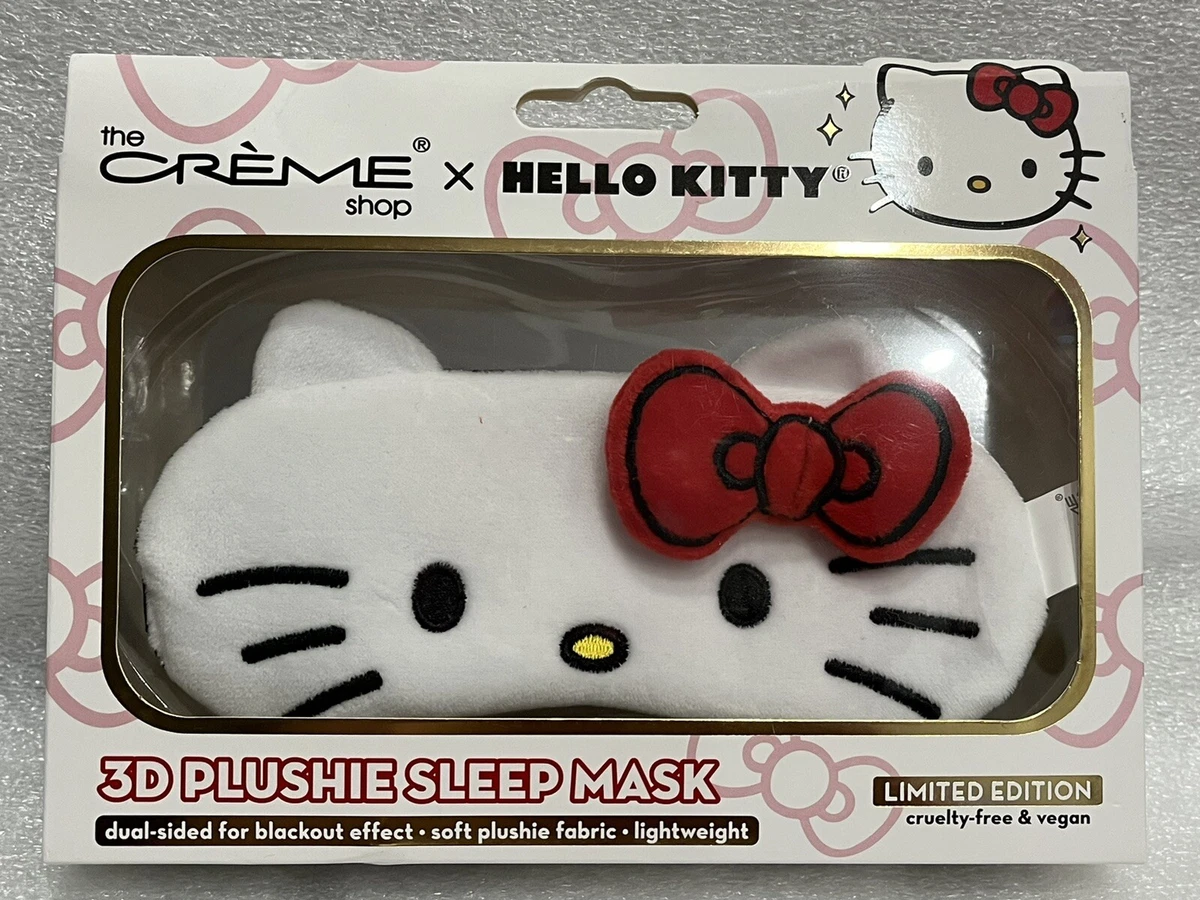 the
CRÈME®
shop
× HELLO KITTY®
3D PLUSHIE SLEEP MASK
dual-sided for blackout effect • soft plushie fabric • lightweight
LIMITED EDITION
cruelty-free & vegan